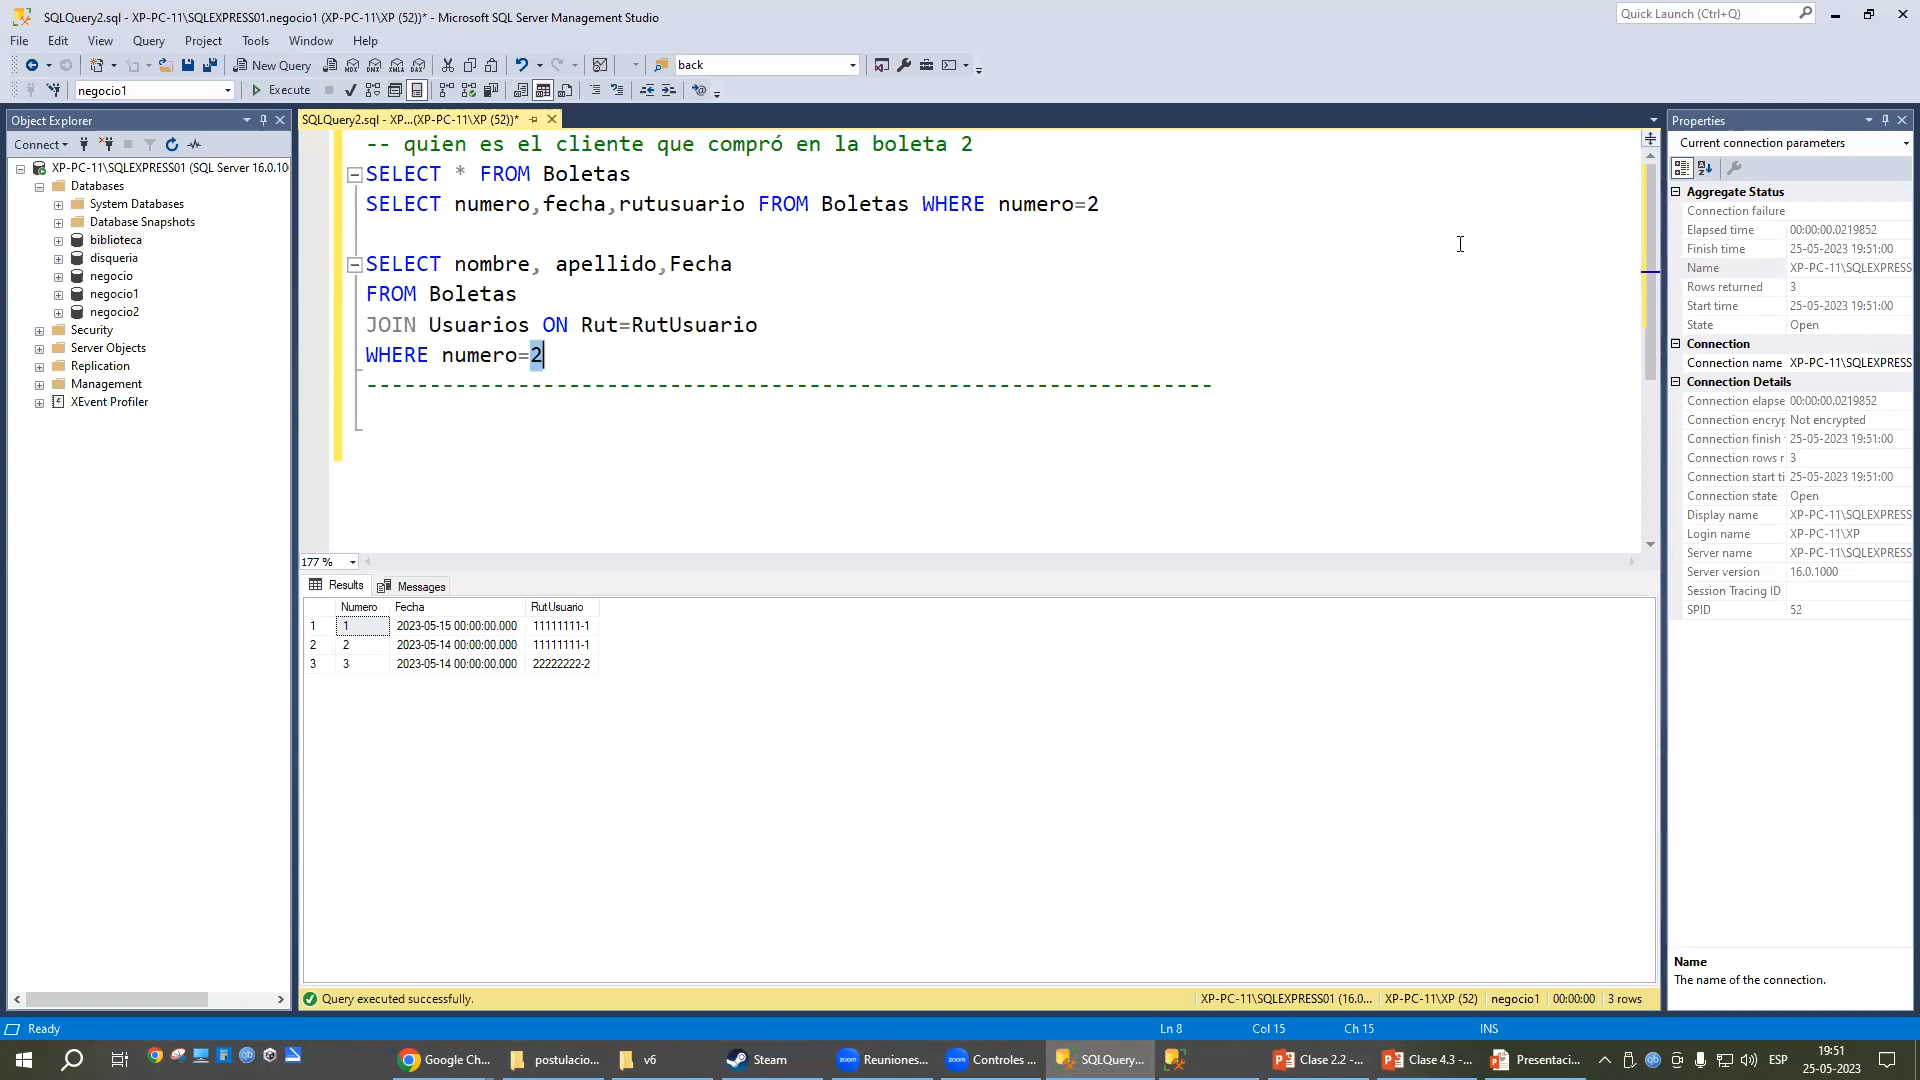 SQLQuery2.sql - XP-PC-11\SQLEXPRESS01.negocio1 (XP-PC-11\XP (52))* - Microsoft SQL Server Management Studio
Quick Launch (Ctrl+Q)
File Edit View Query Project Tools Window Help
New Query
back
negocio1
Execute
Object Explorer
Connect
XP-PC-11\SQLEXPRESS01 (SQL Server 16.0.10
Databases
System Databases
Database Snapshots
biblioteca
disqueria
negocio
negocio1
negocio2
Security
Server Objects
Replication
Management
XEvent Profiler
SQLQuery2.sql - XP...(XP-PC-11\XP (52))*
-- quien es el cliente que compró en la boleta 2
SELECT * FROM Boletas
SELECT numero,fecha,rutusuario FROM Boletas WHERE numero=2
SELECT nombre, apellido,Fecha
FROM Boletas
JOIN Usuarios ON Rut=RutUsuario
WHERE numero=2
-------------------------------------------------------------------
177 %
Results Messages
Numero Fecha RutUsuario
1 1 2023-05-15 00:00:00.000 11111111-1
2 2 2023-05-14 00:00:00.000 11111111-1
3 3 2023-05-14 00:00:00.000 22222222-2
Query executed successfully.
XP-PC-11\SQLEXPRESS01 (16.0... XP-PC-11\XP (52) negocio1 00:00:00 3 rows
Properties
Current connection parameters
Aggregate Status
Connection failure
Elapsed time 00:00:00.0219852
Finish time 25-05-2023 19:51:00
Name XP-PC-11\SQLEXPRESS
Rows returned 3
Start time 25-05-2023 19:51:00
State Open
Connection
Connection name XP-PC-11\SQLEXPRESS
Connection Details
Connection elapse 00:00:00.0219852
Connection encryp Not encrypted
Connection finish 25-05-2023 19:51:00
Connection rows r 3
Connection start ti 25-05-2023 19:51:00
Connection state Open
Display name XP-PC-11\SQLEXPRESS
Login name XP-PC-11\XP
Server name XP-PC-11\SQLEXPRESS
Server version 16.0.1000
Session Tracing ID
SPID 52
Name
The name of the connection.
Ready
Ln 8 Col 15 Ch 15 INS
Google Ch... postulacio... v6 Steam Reuniones... Controles ... SQLQuery... Clase 2.2 -... Clase 4.3 -... Presentaci... ESP
19:51
25-05-2023